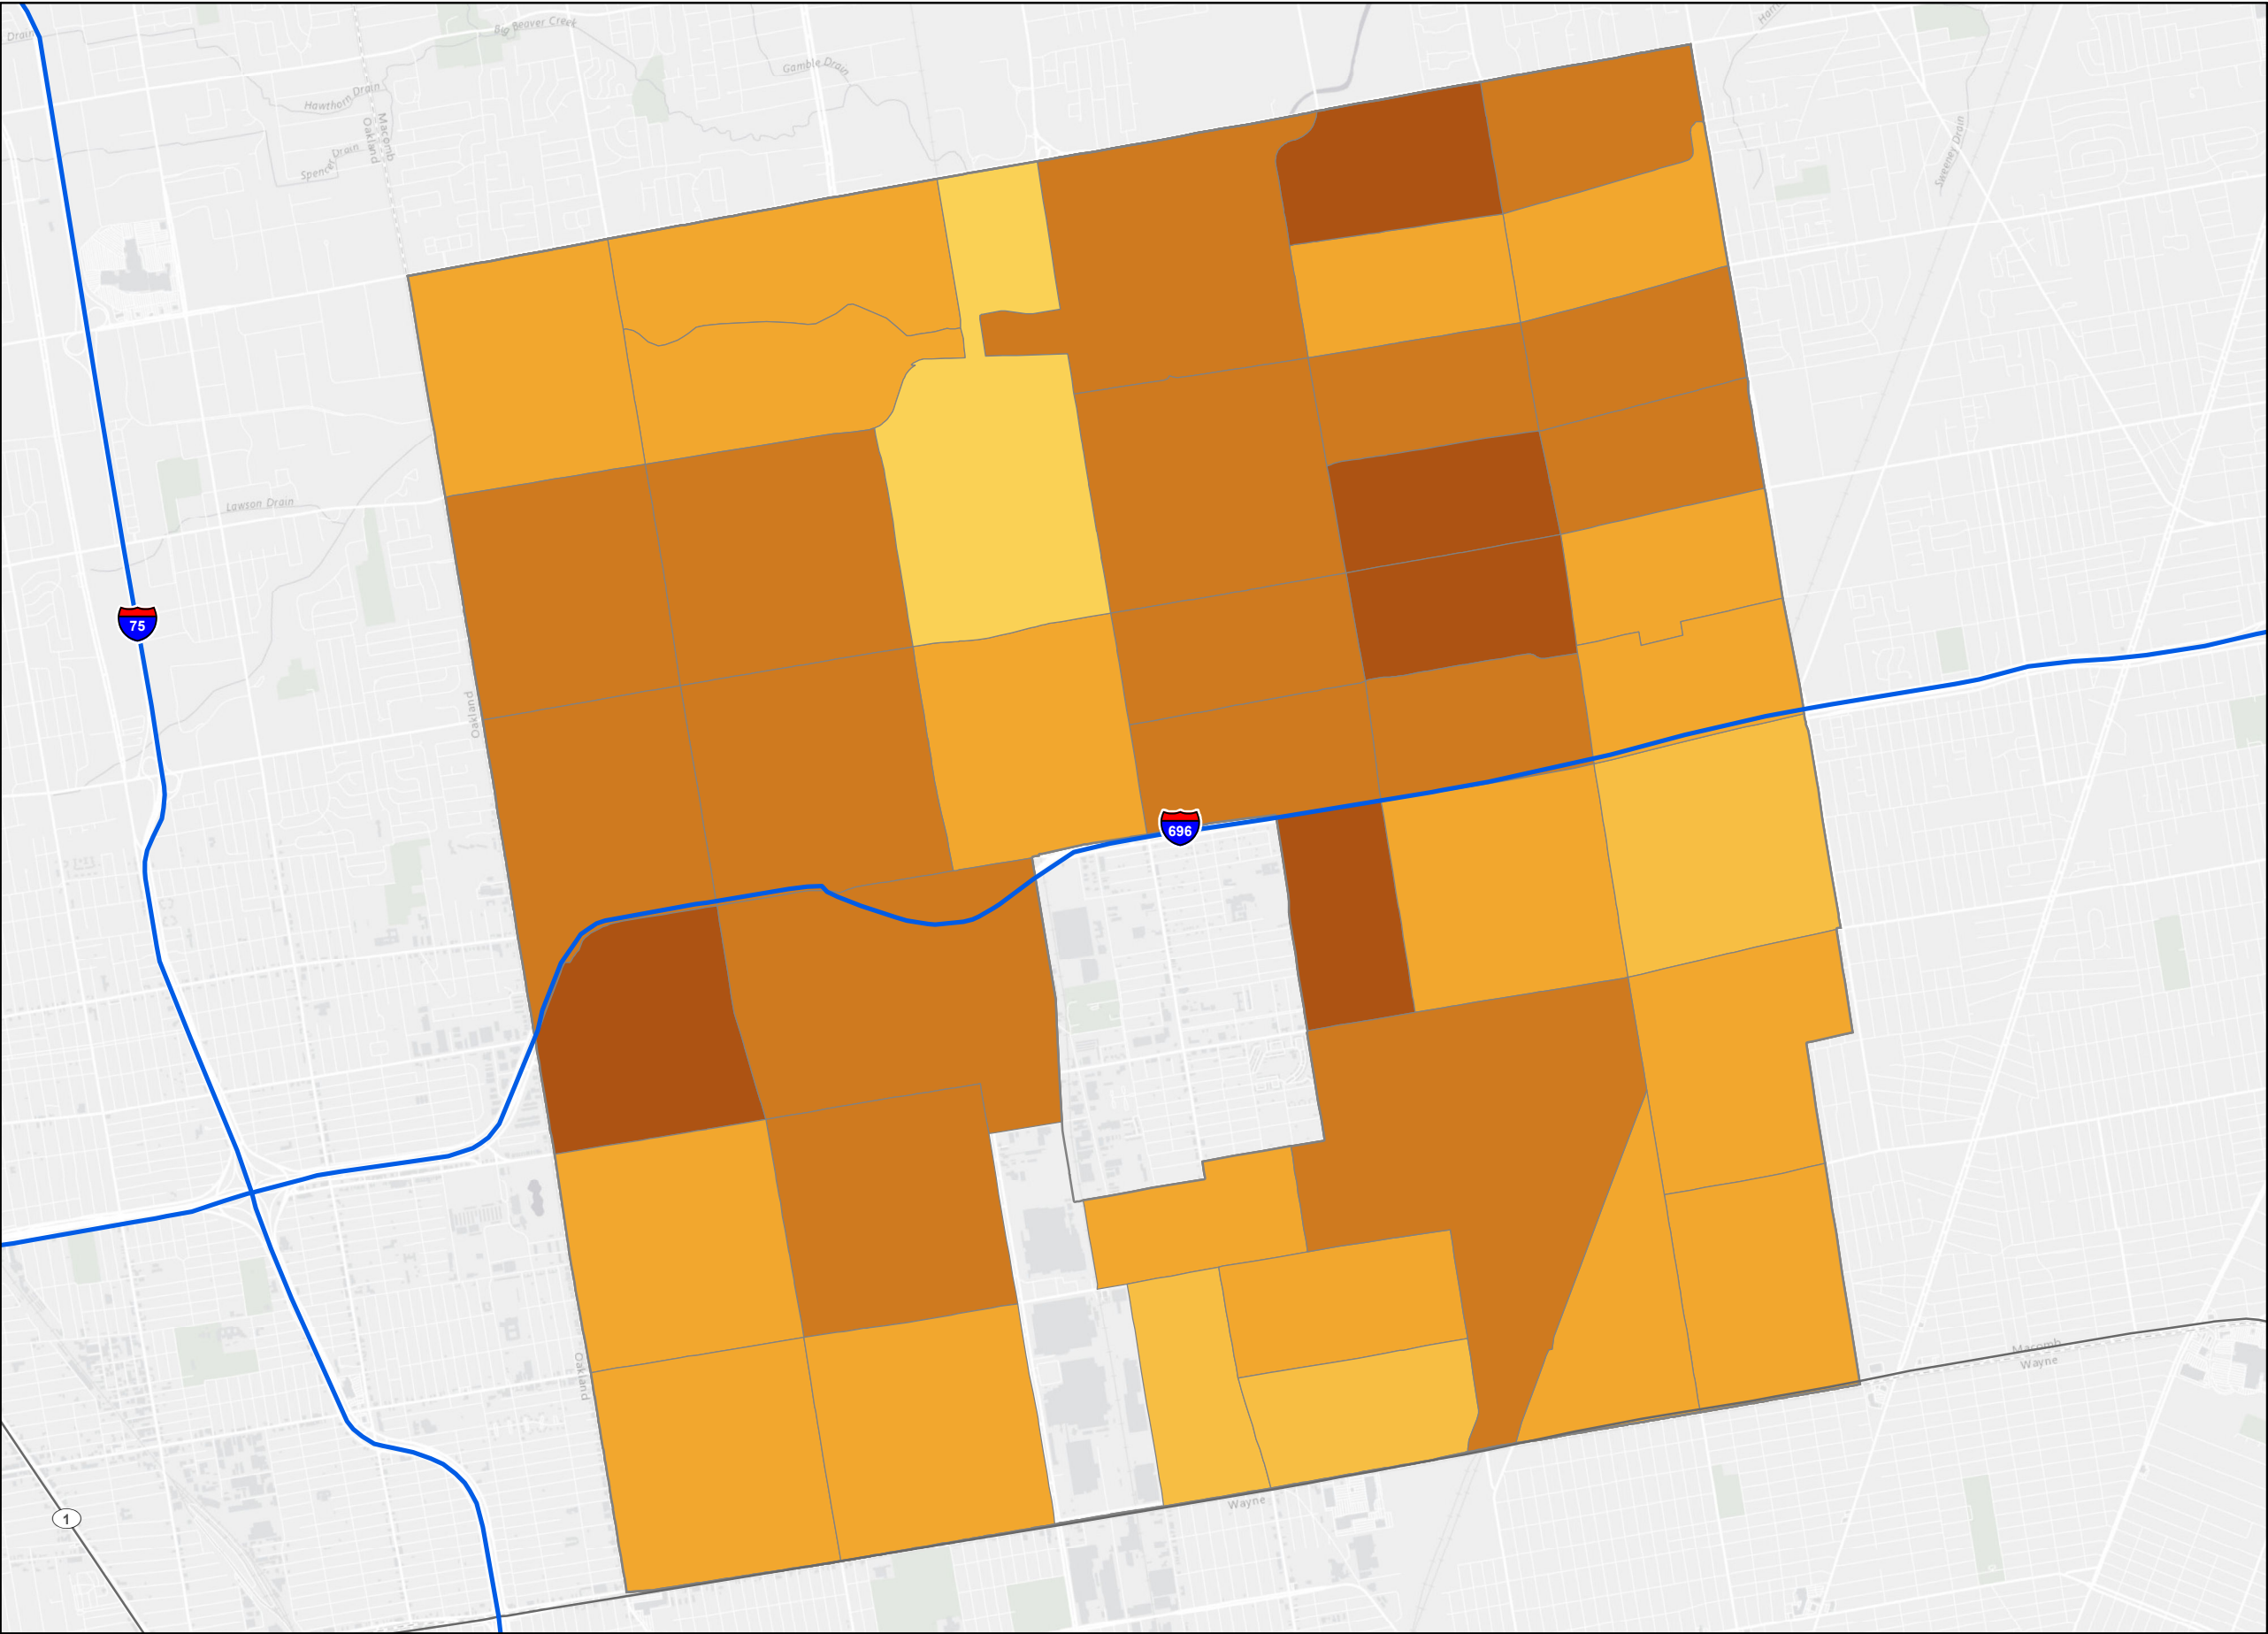 Drain
Big Beaver Creek
Gamble Drain
Hawthorn Drain
Macomb
Oakland
Spencer Drain
Sweeney Drain
Lawson Drain
75
Oakland
696
Oakland
Macomb
Wayne
Wayne
1